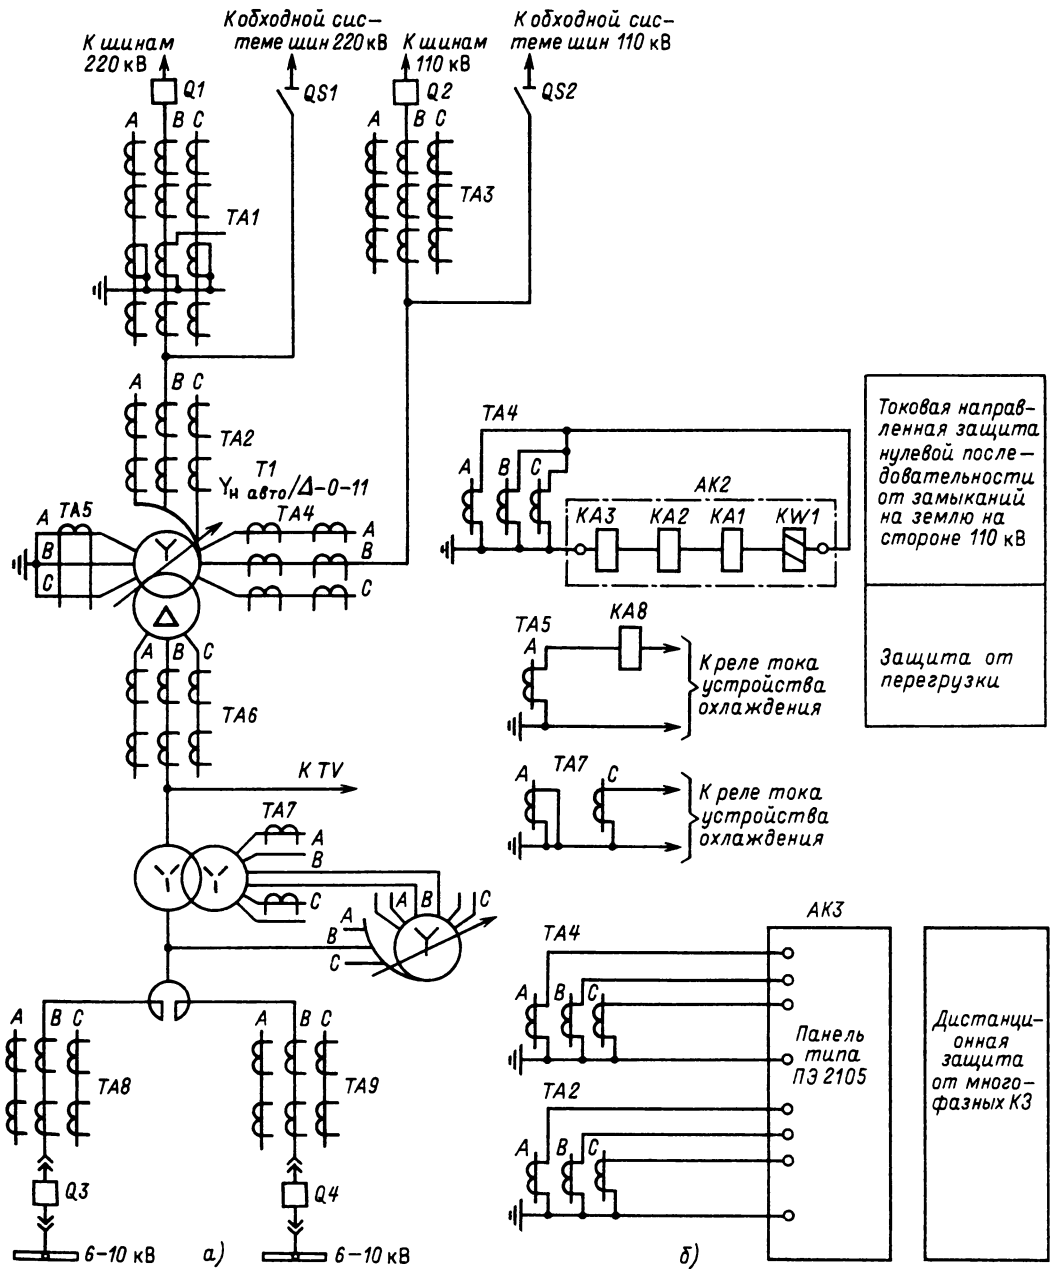 К шинам
220 кВ
К обходной сис-
теме шин 220 кВ
К шинам
110 кВ
К обходной сис-
теме шин 110 кВ
Q1
QS1
Q2
QS2
A B C
A B C
TA1
TA3
A B C
TA2
T1
Yн авто/Δ-0-11
TA5
TA4
A
B
C
A
B
C
Y
Δ
A B C
TA6
К TV
TA7
A
B
C
Y Y
A B C
A
B
C
Y
A B C
TA8
A B C
TA9
Q3
Q4
6–10 кВ
а)
6–10 кВ
TA4
A B C
AK2
KA3 KA2 KA1 KW1
Токовая направ-
ленная защита
нулевой после-
довательности
от замыканий
на землю на
стороне 110 кВ
TA5
A
KA8
К реле тока
устройства
охлаждения
Защита от
перегрузки
TA7
A C
К реле тока
устройства
охлаждения
AK3
TA4
A B C
Панель
типа
ПЭ 2105
Дистанци-
онная
защита
от много-
фазных КЗ
TA2
A B C
б)